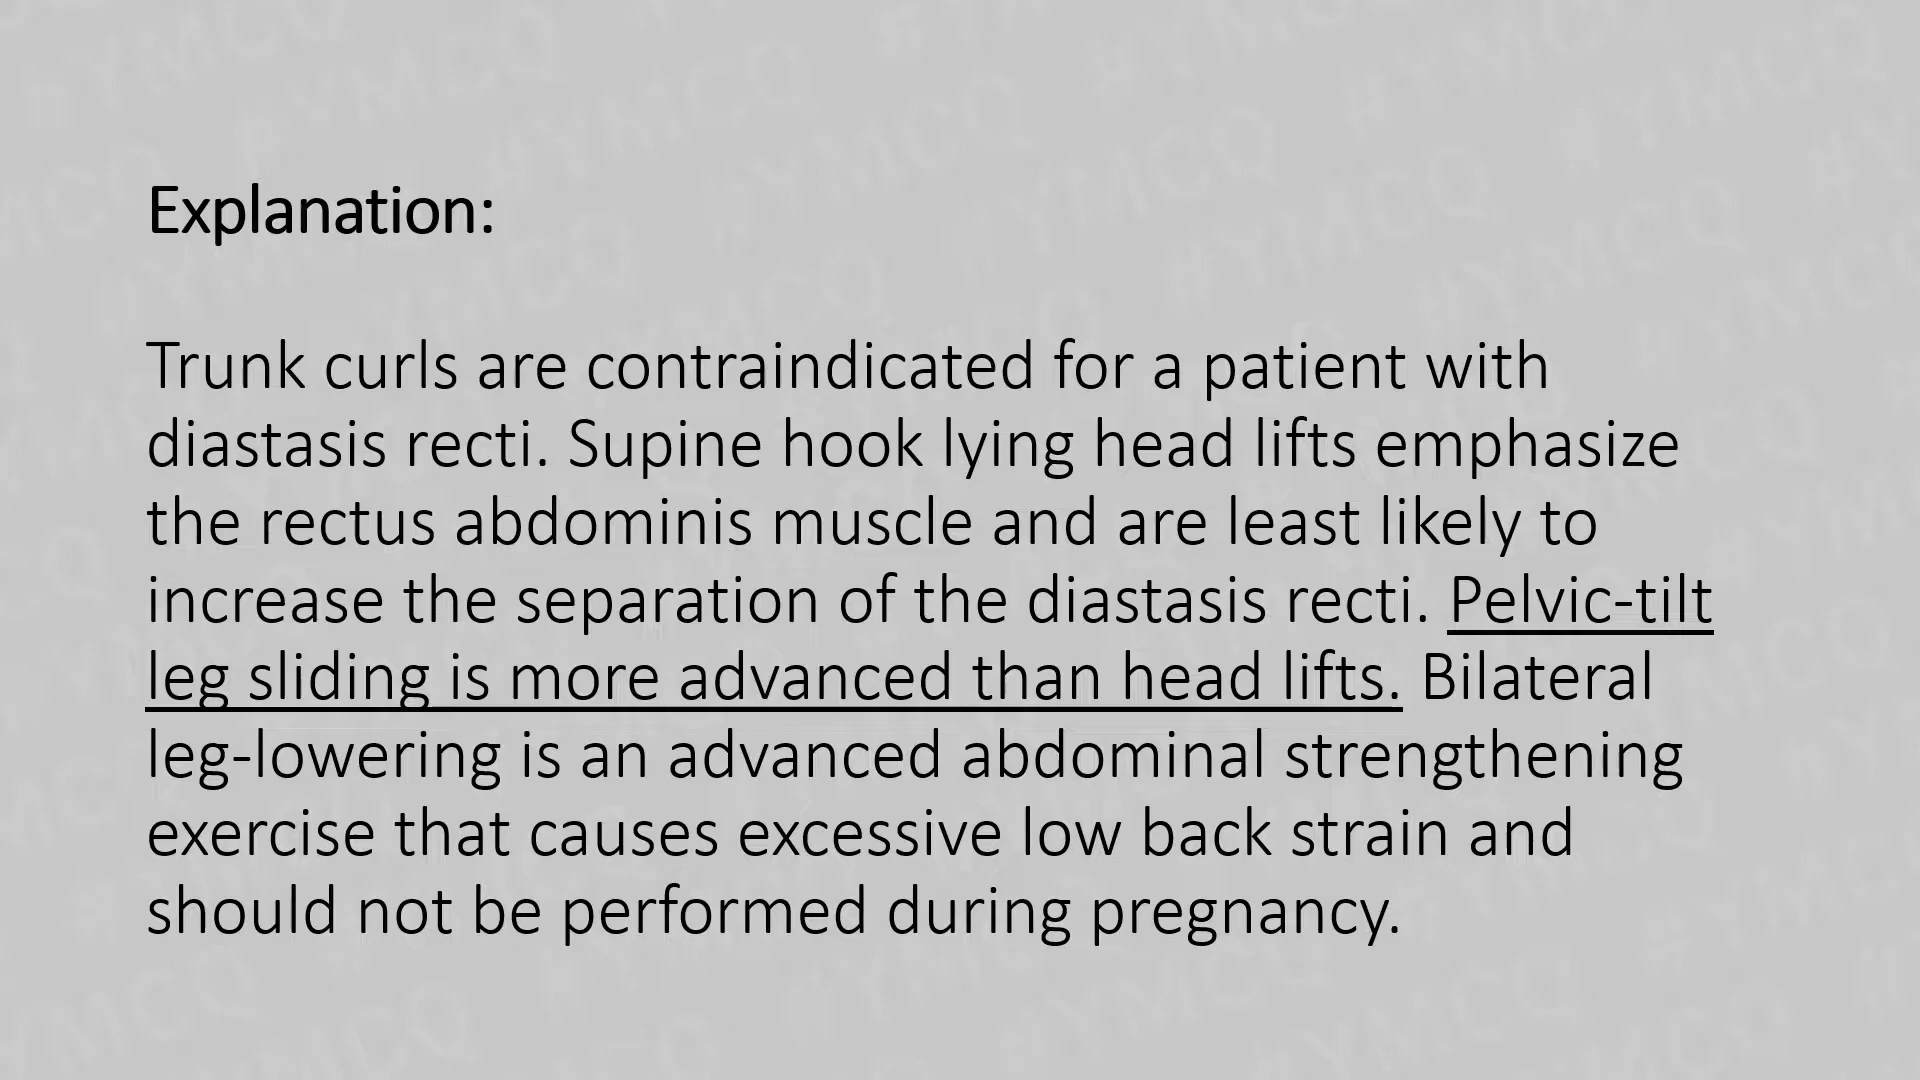 Explanation:
Trunk curls are contraindicated for a patient with
diastasis recti. Supine hook lying head lifts emphasize
the rectus abdominis muscle and are least likely to
increase the separation of the diastasis recti. Pelvic-tilt
leg sliding is more advanced than head lifts. Bilateral
leg-lowering is an advanced abdominal strengthening
exercise that causes excessive low back strain and
should not be performed during pregnancy.